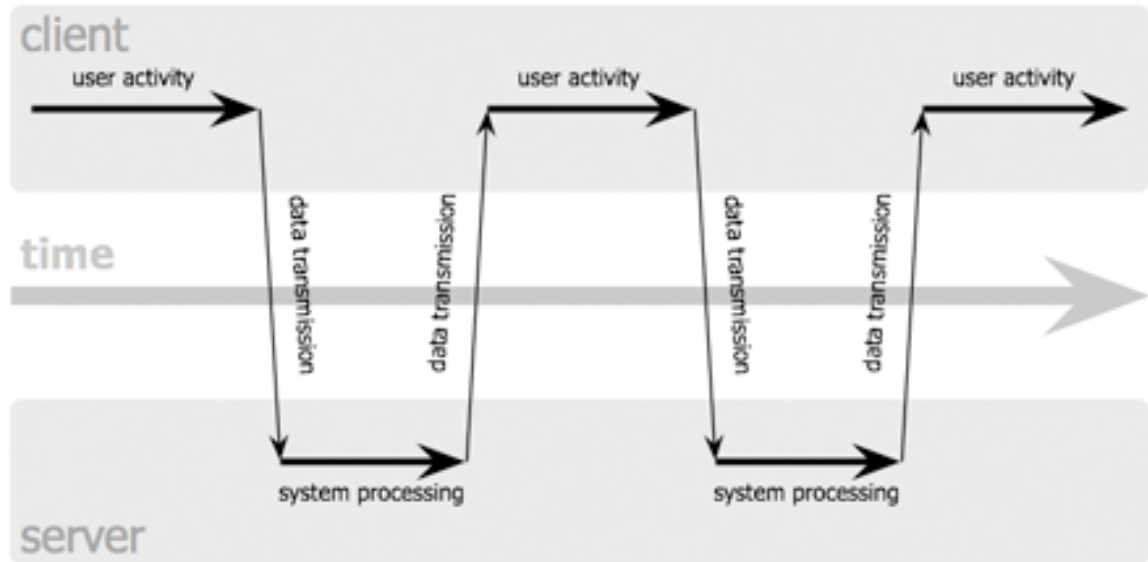 client
user activity
user activity
user activity
data transmission
data transmission
data transmission
data transmission
time
system processing
system processing
server